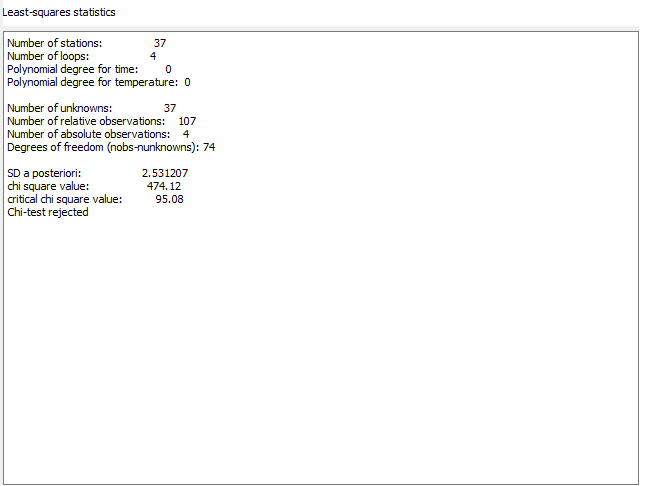 Least-squares statistics
Number of stations: 37
Number of loops: 4
Polynomial degree for time: 0
Polynomial degree for temperature: 0
Number of unknowns: 37
Number of relative observations: 107
Number of absolute observations: 4
Degrees of freedom (nobs-nunknowns): 74
SD a posteriori: 2.531207
chi square value: 474.12
critical chi square value: 95.08
Chi-test rejected